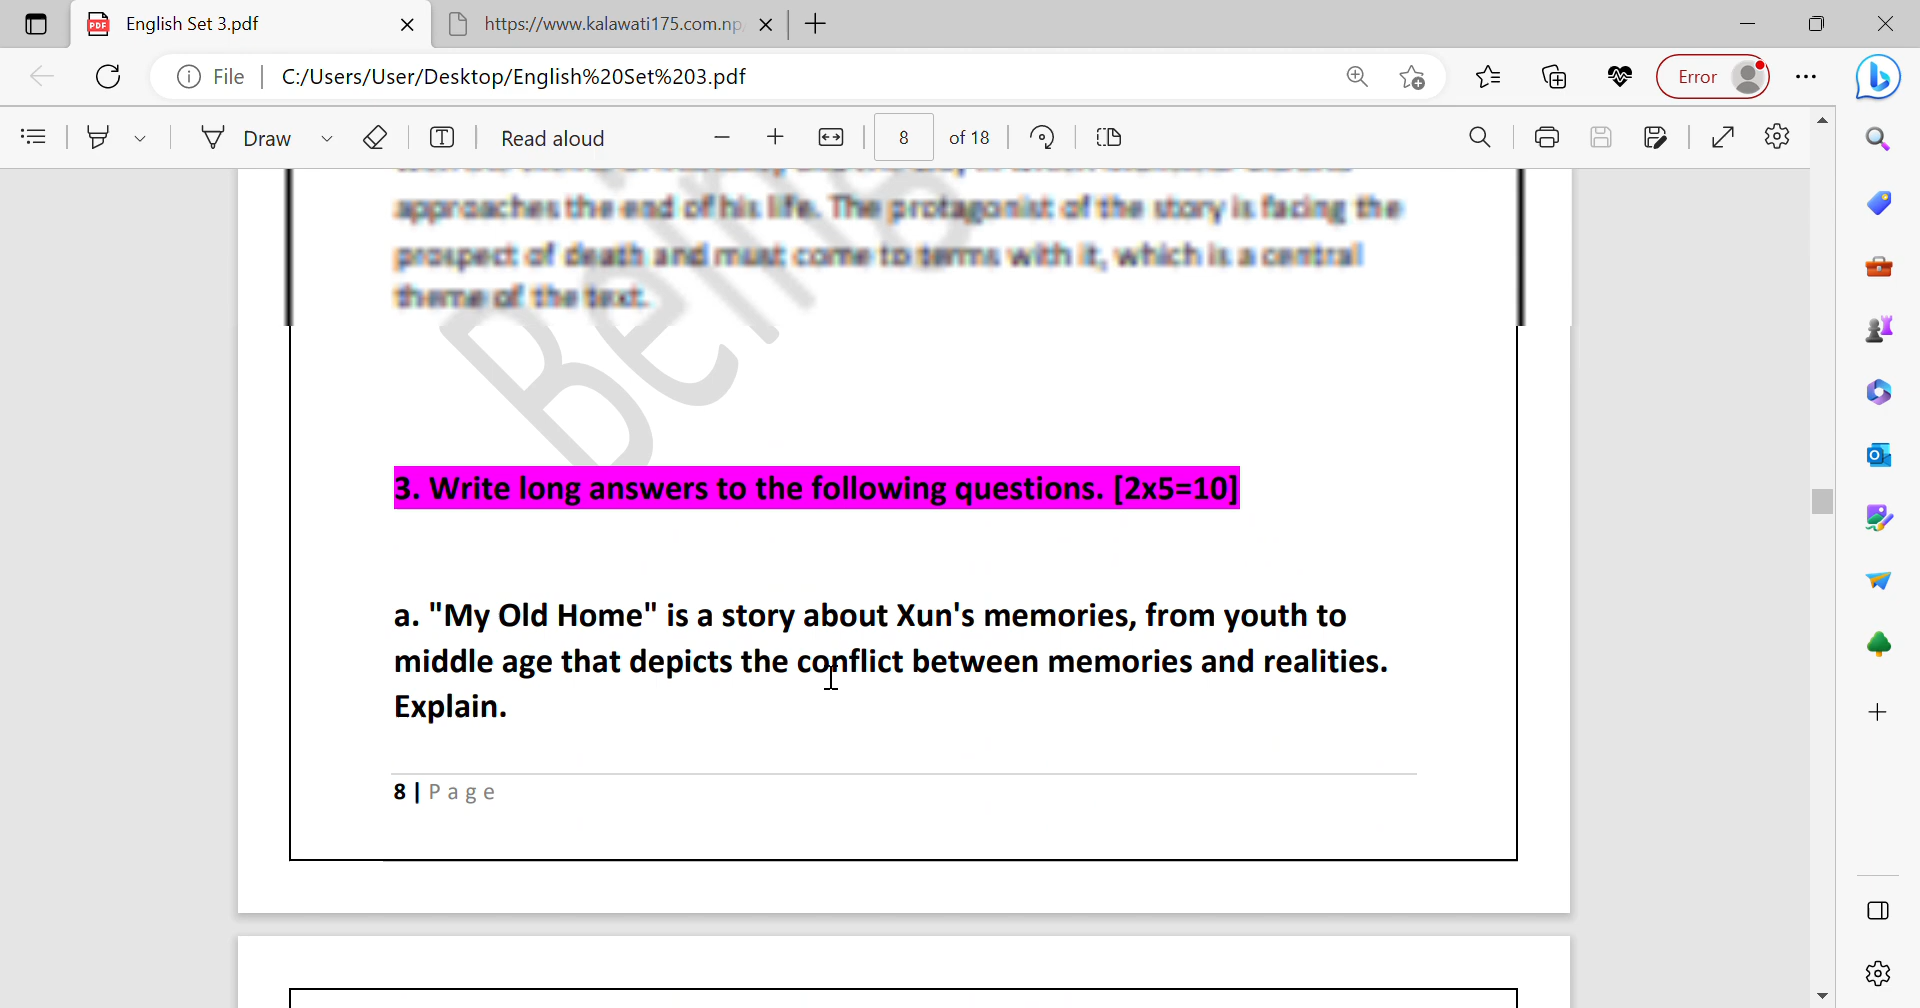 English Set 3.pdf
https://www.kalawati175.com.np
File
C:/Users/User/Desktop/English%20Set%203.pdf
Error
Draw
Read aloud
8
of 18
approaches the end of his life. The protagonist of the story is facing the
prospect of death and must come to terms with it, which is a central
theme of the text.
3. Write long answers to the following questions. [2x5=10]
a. "My Old Home" is a story about Xun's memories, from youth to
middle age that depicts the conflict between memories and realities.
Explain.
8 | Page